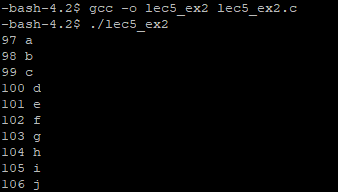 -bash-4.2$ gcc -o lec5_ex2 lec5_ex2.c
-bash-4.2$ ./lec5_ex2
97 a
98 b
99 c
100 d
101 e
102 f
103 g
104 h
105 i
106 j